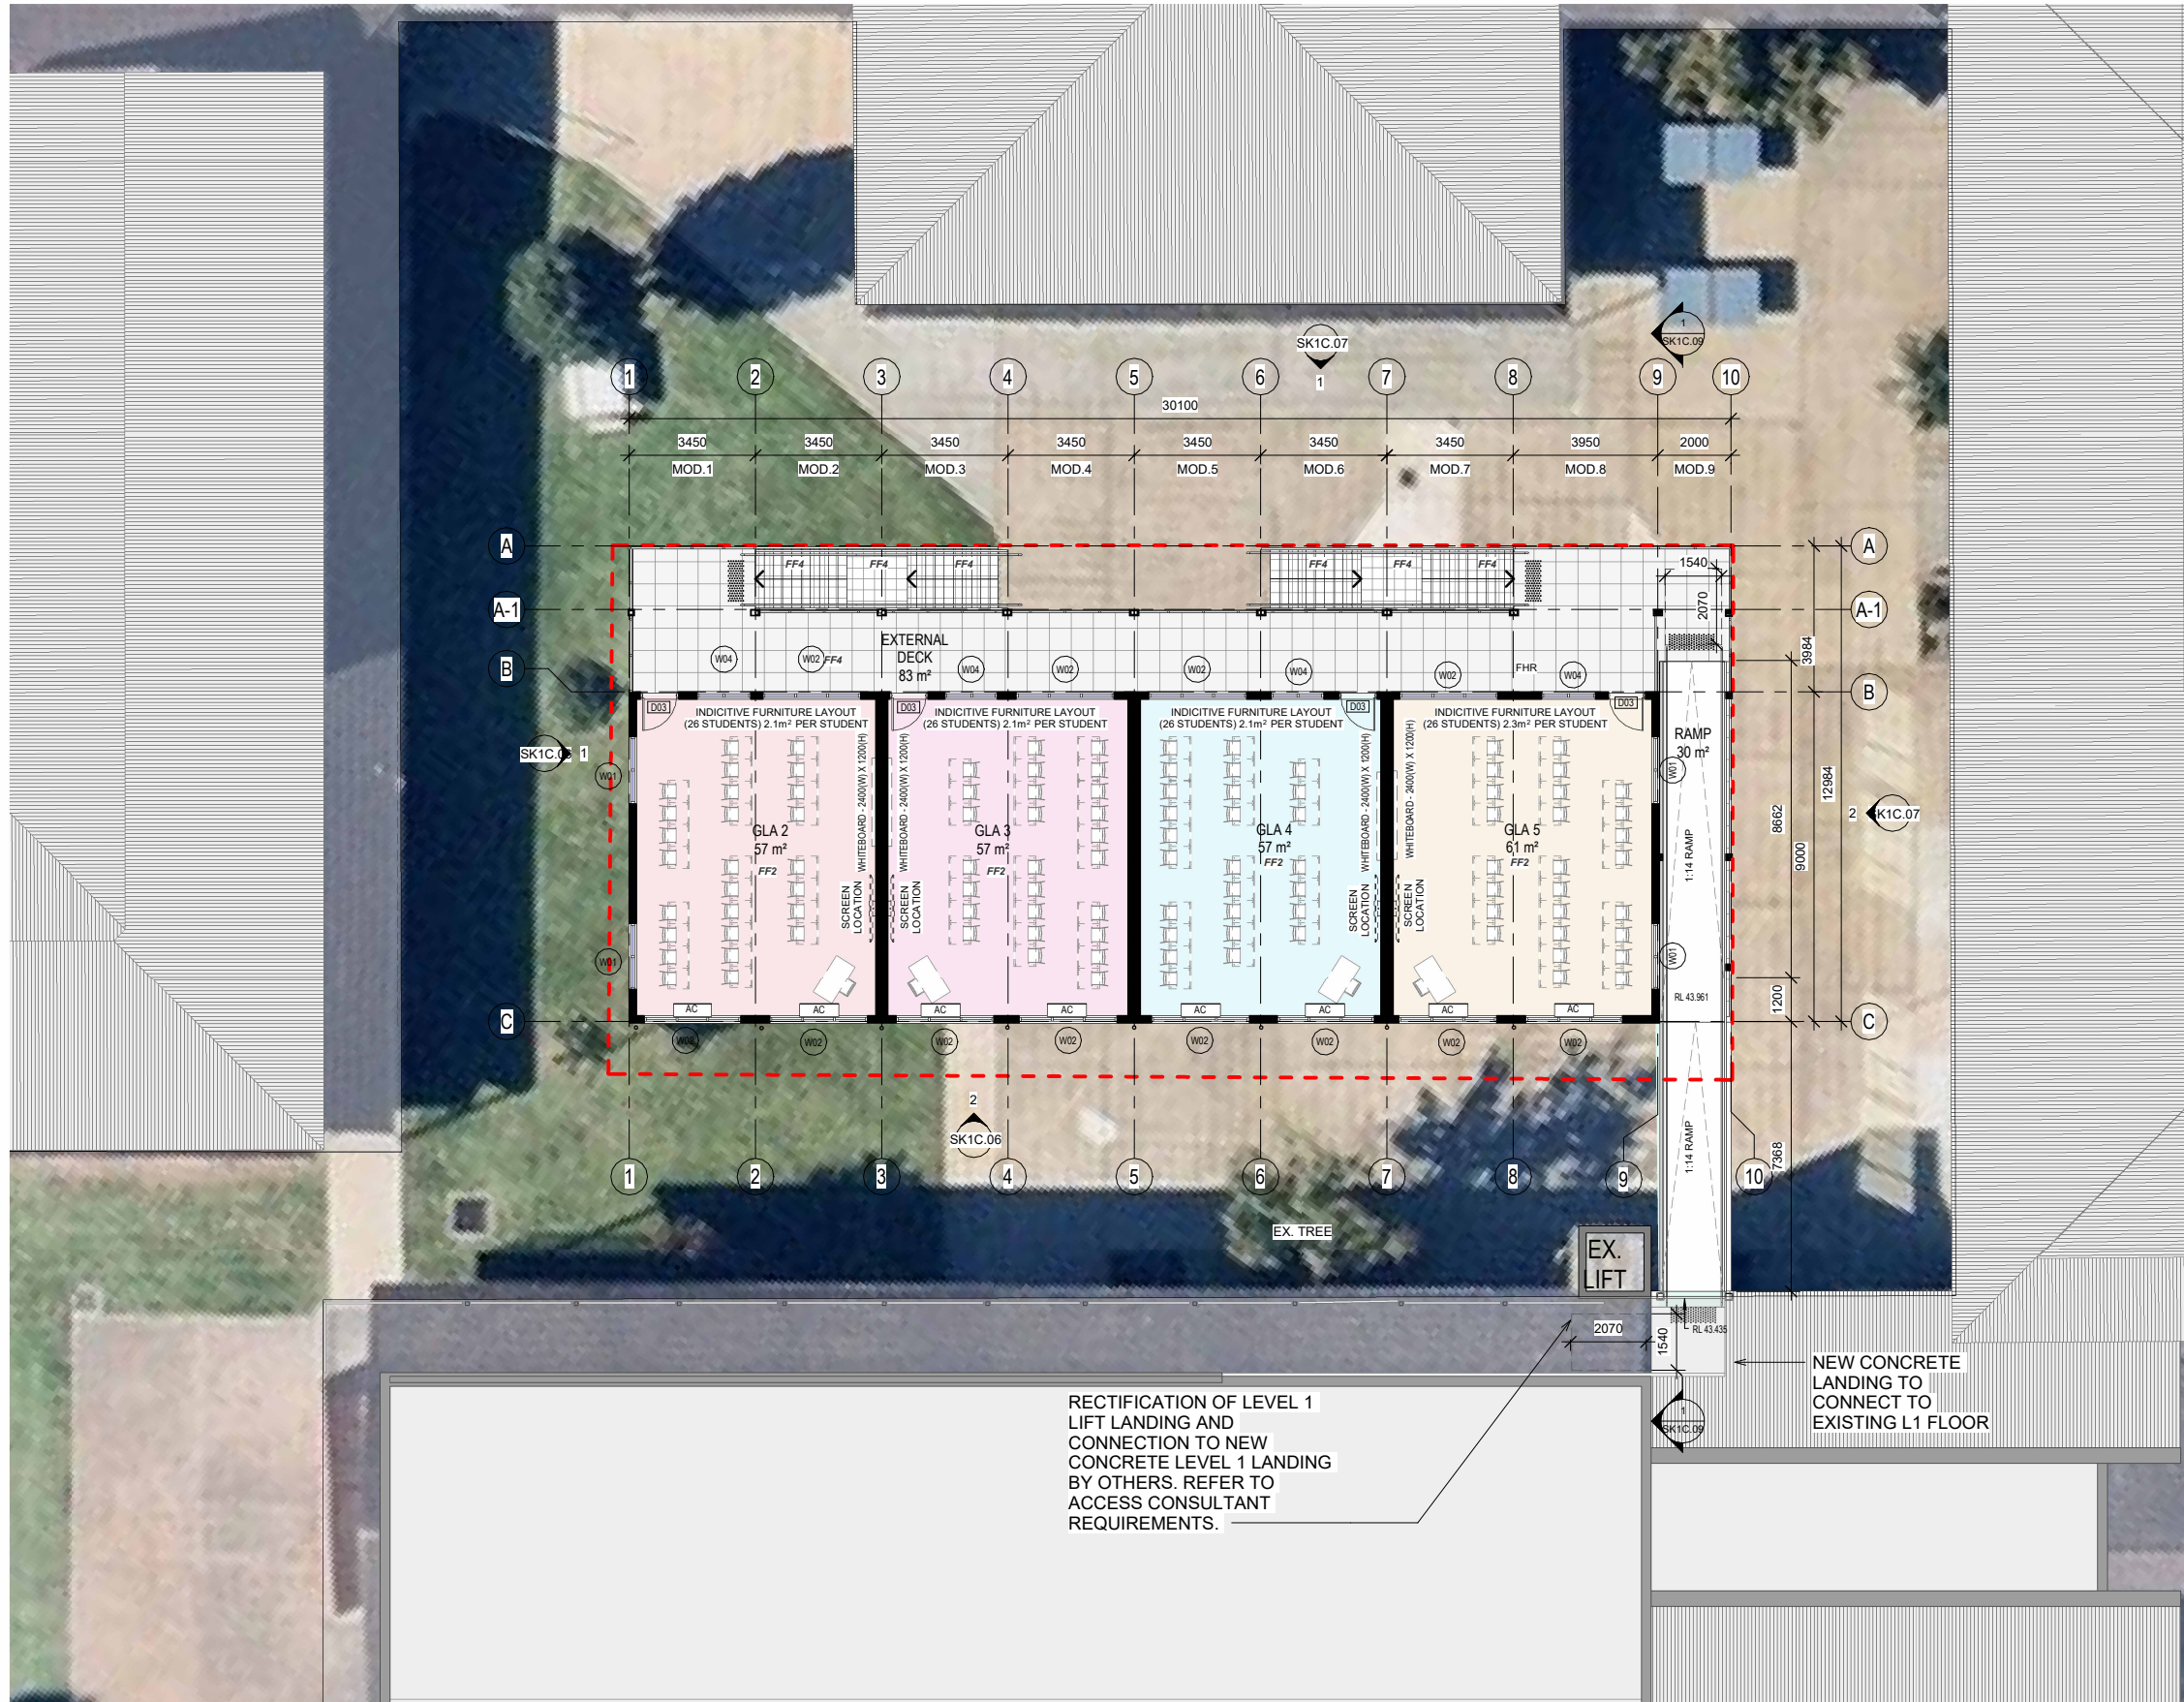 SK1C.07
1
1
SK1C.09
1
2
3
4
5
6
7
8
9
10
30100
3450
3450
3450
3450
3450
3450
3450
3950
2000
MOD.1
MOD.2
MOD.3
MOD.4
MOD.5
MOD.6
MOD.7
MOD.8
MOD.9
A
A
FF4
FF4
FF4
FF4
FF4
FF4
1540
A-1
A-1
2070
3984
EXTERNAL
DECK
83 m²
W04
W02
FF4
W04
W02
W02
W04
W02
FHR
W04
B
B
D03
D03
D03
D03
INDICITIVE FURNITURE LAYOUT
(26 STUDENTS) 2.1m² PER STUDENT
INDICITIVE FURNITURE LAYOUT
(26 STUDENTS) 2.1m² PER STUDENT
INDICITIVE FURNITURE LAYOUT
(26 STUDENTS) 2.1m² PER STUDENT
INDICITIVE FURNITURE LAYOUT
(26 STUDENTS) 2.3m² PER STUDENT
RAMP
30 m²
1
W01
W01
WHITEBOARD - 2400(W) X 1200(H)
WHITEBOARD - 2400(W) X 1200(H)
WHITEBOARD - 2400(W) X 1200(H)
WHITEBOARD - 2400(W) X 1200(H)
GLA 2
57 m²
FF2
GLA 3
57 m²
FF2
GLA 4
57 m²
FF2
GLA 5
61 m²
FF2
1:14 RAMP
8662
9000
12984
2
SK1C.07
SCREEN
LOCATION
SCREEN
LOCATION
SCREEN
LOCATION
SCREEN
LOCATION
W01
W01
RL 43.961
1200
AC
AC
AC
AC
AC
AC
AC
AC
C
C
W02
W02
W02
W02
W02
W02
W02
W02
2
SK1C.06
1:14 RAMP
7368
1
2
3
4
5
6
7
8
9
10
EX. TREE
EX.
LIFT
2070
1540
RL 43.435
NEW CONCRETE
LANDING TO
CONNECT TO
EXISTING L1 FLOOR
1
SK1C.09
RECTIFICATION OF LEVEL 1
LIFT LANDING AND
CONNECTION TO NEW
CONCRETE LEVEL 1 LANDING
BY OTHERS. REFER TO
ACCESS CONSULTANT
REQUIREMENTS.